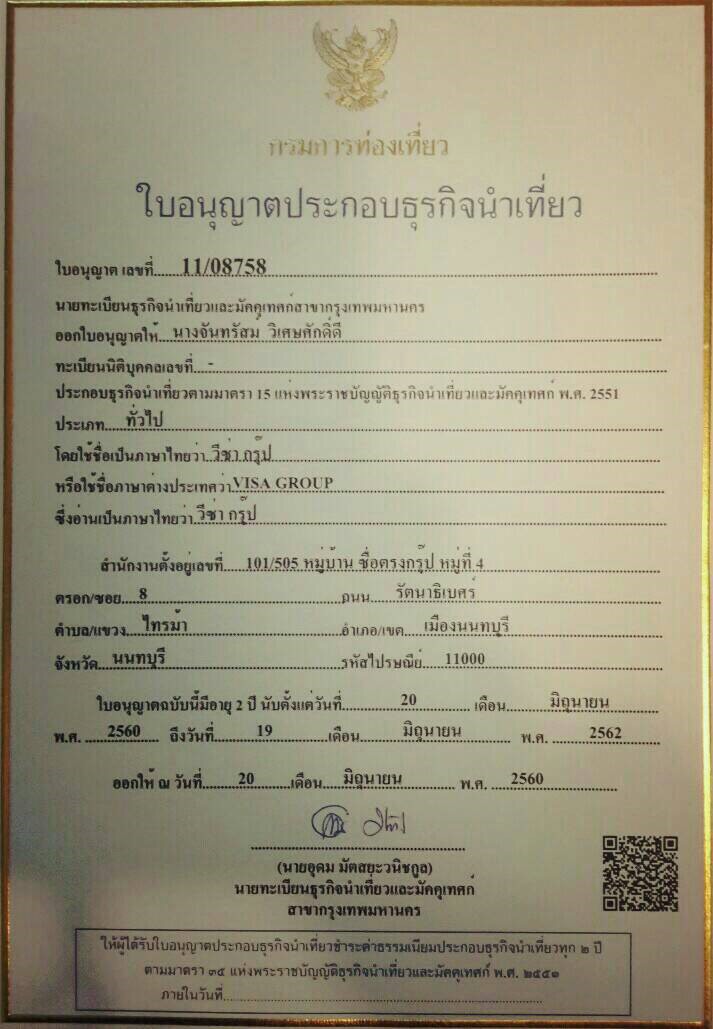 กรมการท่องเที่ยว
ใบอนุญาตประกอบธุรกิจนำเที่ยว
ใบอนุญาต เลขที่.....11/08758
นายทะเบียนธุรกิจนำเที่ยวและมัคคุเทศก์สาขากรุงเทพมหานคร
ออกใบอนุญาตให้...นางจันทรัสม์ วิเศษศักดิ์ดี
ทะเบียนนิติบุคคลเลขที่....-
ประกอบธุรกิจนำเที่ยวตามมาตรา 15 แห่งพระราชบัญญัติธุรกิจนำเที่ยวและมัคคุเทศก์ พ.ศ. 2551
ประเภท.....ทั่วไป
โดยใช้ชื่อเป็นภาษาไทยว่า..วีซ่า กรุ๊ป
หรือใช้ชื่อภาษาต่างประเทศว่าVISA GROUP
ซึ่งอ่านเป็นภาษาไทยว่า.วีซ่า กรุ๊ป
สำนักงานตั้งอยู่เลขที่.....101/505 หมู่บ้าน ซื่อตรงกรุ๊ป หมู่ที่ 4
ตรอก/ซอย...8 ถนน.....รัตนาธิเบศร์
ตำบล/แขวง....ไทรม้า อำเภอ/เขต....เมืองนนทบุรี
จังหวัด...นนทบุรี รหัสไปรษณีย์...11000
ใบอนุญาตฉบับนี้มีอายุ 2 ปี นับตั้งแต่วันที่..........20..........เดือน..........มิถุนายน
พ.ศ. ....2560.... ถึงวันที่........19..........เดือน..........มิถุนายน พ.ศ. ..........2562
ออกให้ ณ วันที่......20......เดือน.....มิถุนายน.......... พ.ศ. .....2560
(นายอุดม มัตสยะวนิชกูล)
นายทะเบียนธุรกิจนำเที่ยวและมัคคุเทศก์
สาขากรุงเทพมหานคร
ให้ผู้ได้รับใบอนุญาตประกอบธุรกิจนำเที่ยวชำระค่าธรรมเนียมประกอบธุรกิจนำเที่ยวทุก ๒ ปี
ตามมาตรา ๓๕ แห่งพระราชบัญญัติธุรกิจนำเที่ยวและมัคคุเทศก์ พ.ศ. ๒๕๕๑
ภายในวันที่..........